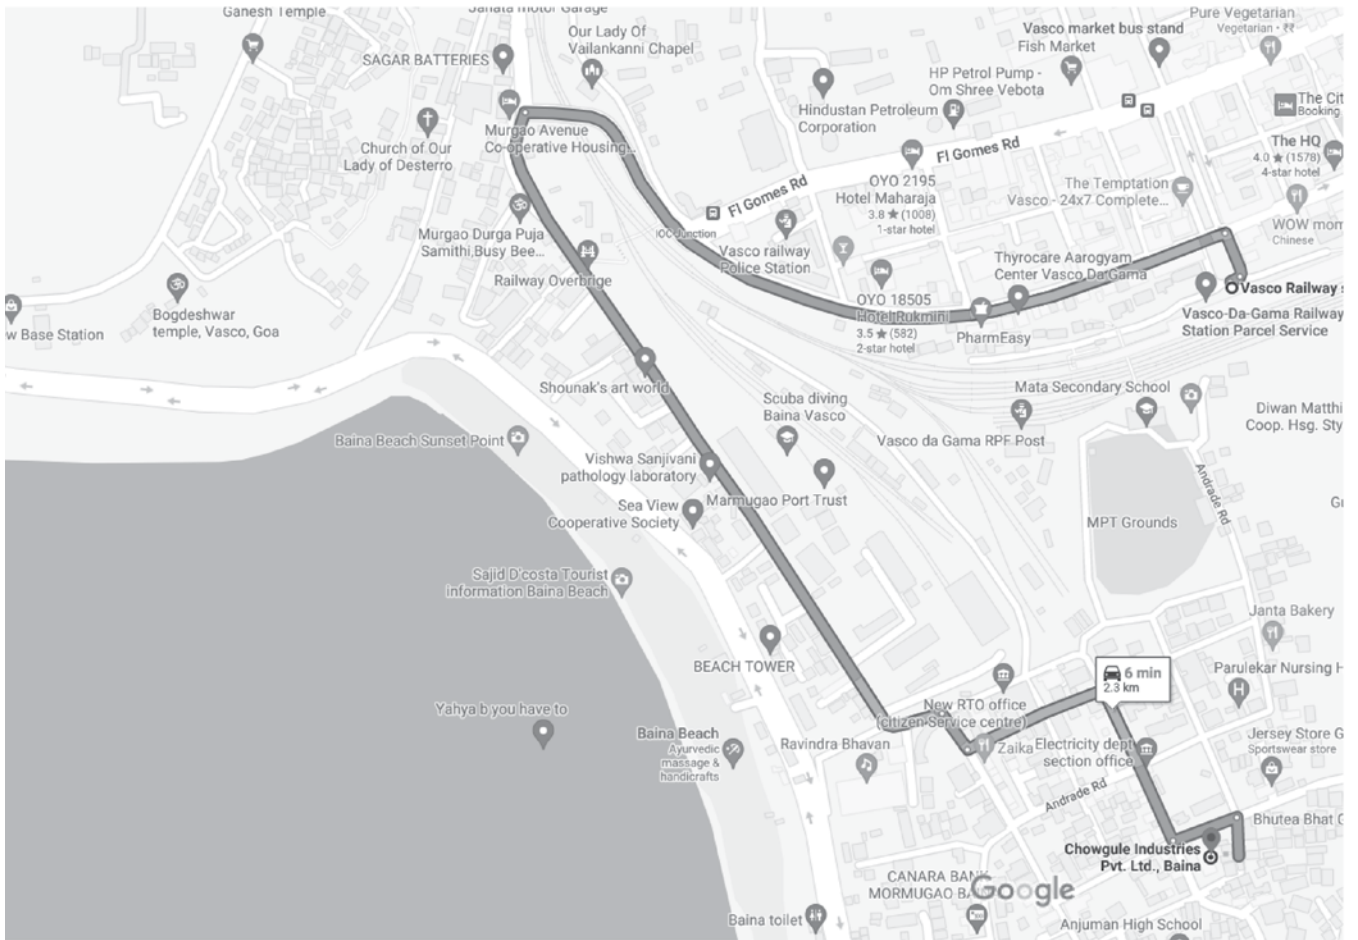 Ganesh Temple
Janata Motor Garage
Pure Vegetarian
Vegetarian • ₹₹
Our Lady Of
Vailankanni Chapel
Vasco market bus stand
Fish Market
SAGAR BATTERIES
HP Petrol Pump -
Om Shree Vebota
Hindustan Petroleum
Corporation
The Cit
Booking
Murgao Avenue
Co-operative Housing...
Church of Our
Lady of Desterro
FI Gomes Rd
The HQ
4.0 ★ (1578)
4-star hotel
OYO 2195
Hotel Maharaja
3.8 ★ (1008)
1-star hotel
The Temptation
Vasco - 24x7 Complete...
FI Gomes Rd
WOW mom
Chinese
IOC Junction
Murgao Durga Puja
Samithi,Busy Bee...
Vasco railway
Police Station
Thyrocare Aarogyam
Center Vasco Da Gama
Railway Overbrige
Vasco Railway s
OYO 18505
Hotel Rukmini
3.5 ★ (582)
2-star hotel
Vasco-Da-Gama Railway
Station Parcel Service
Bogdeshwar
temple, Vasco, Goa
w Base Station
PharmEasy
Shounak's art world
Mata Secondary School
Scuba diving
Baina Vasco
Diwan Matthi
Coop. Hsg. Sty
Baina Beach Sunset Point
Vasco da Gama RPF Post
Vishwa Sanjivani
pathology laboratory
Andrade Rd
Marmugao Port Trust
Sea View
Cooperative Society
MPT Grounds
Sajid D'costa Tourist
information Baina Beach
Janta Bakery
BEACH TOWER
6 min
2.3 km
Parulekar Nursing H
New RTO office
(citizen Service centre)
Yahya b you have to
Baina Beach
Ayurvedic
massage &
handicrafts
Ravindra Bhavan
Zaika
Electricity dept
section office
Jersey Store G
Sportswear store
Andrade Rd
Bhutea Bhat
Chowgule Industries
Pvt. Ltd., Baina
CANARA BANK
MORMUGAO
Google
Baina toilet
Anjuman High School